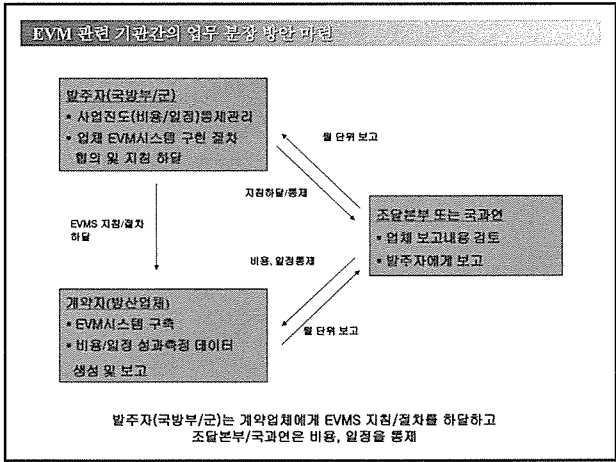 EVM 관련 기관간의 업무 분장 방안 마련
발주자(국방부/군)
▪ 사업진도(비용/일정)통제관리
▪ 업체 EVM시스템 구현 절차
협의 및 지침 하달
월 단위 보고
지침하달/통제
조달본부 또는 국과연
▪ 업체 보고내용 검토
▪ 발주자에게 보고
EVMS 지침/절차
하달
비용, 일정통제
계약자(방산업체)
▪ EVM시스템 구축
▪ 비용/일정 성과측정 데이터
생성 및 보고
월 단위 보고
발주자(국방부/군)는 계약업체에게 EVMS 지침/절차를 하달하고
조달본부/국과연은 비용, 일정을 통제